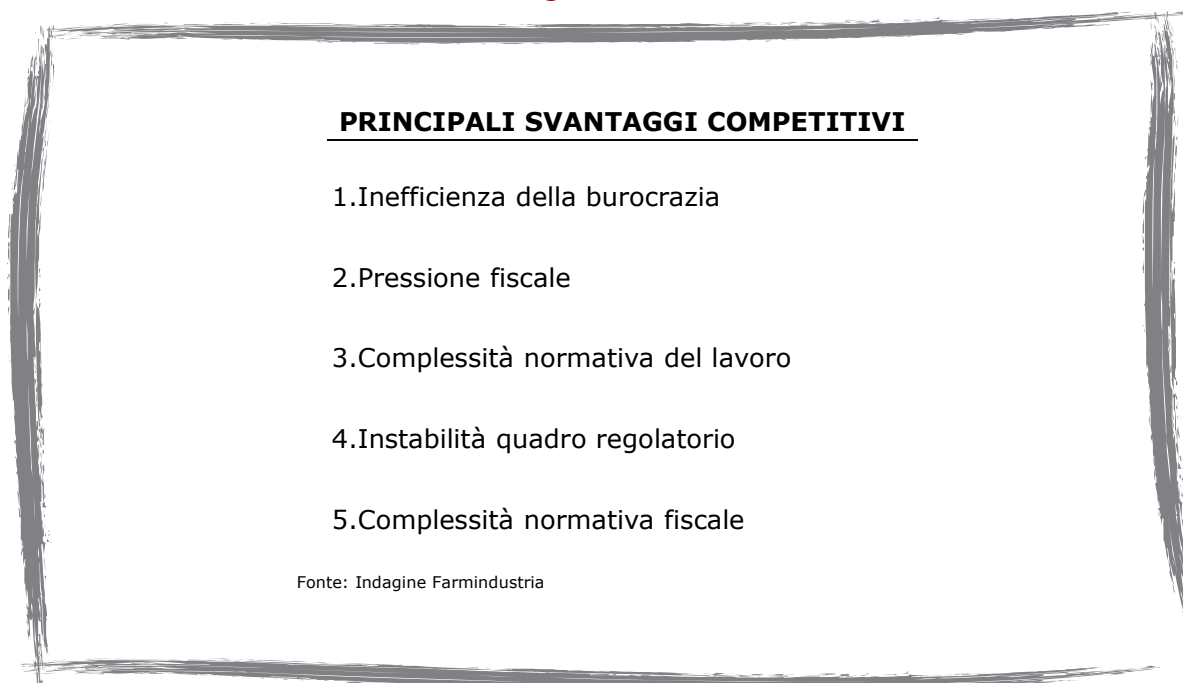 PRINCIPALI SVANTAGGI COMPETITIVI
1.Inefficienza della burocrazia
2.Pressione fiscale
3.Complessità normativa del lavoro
4.Instabilità quadro regolatorio
5.Complessità normativa fiscale
Fonte: Indagine Farmindustria